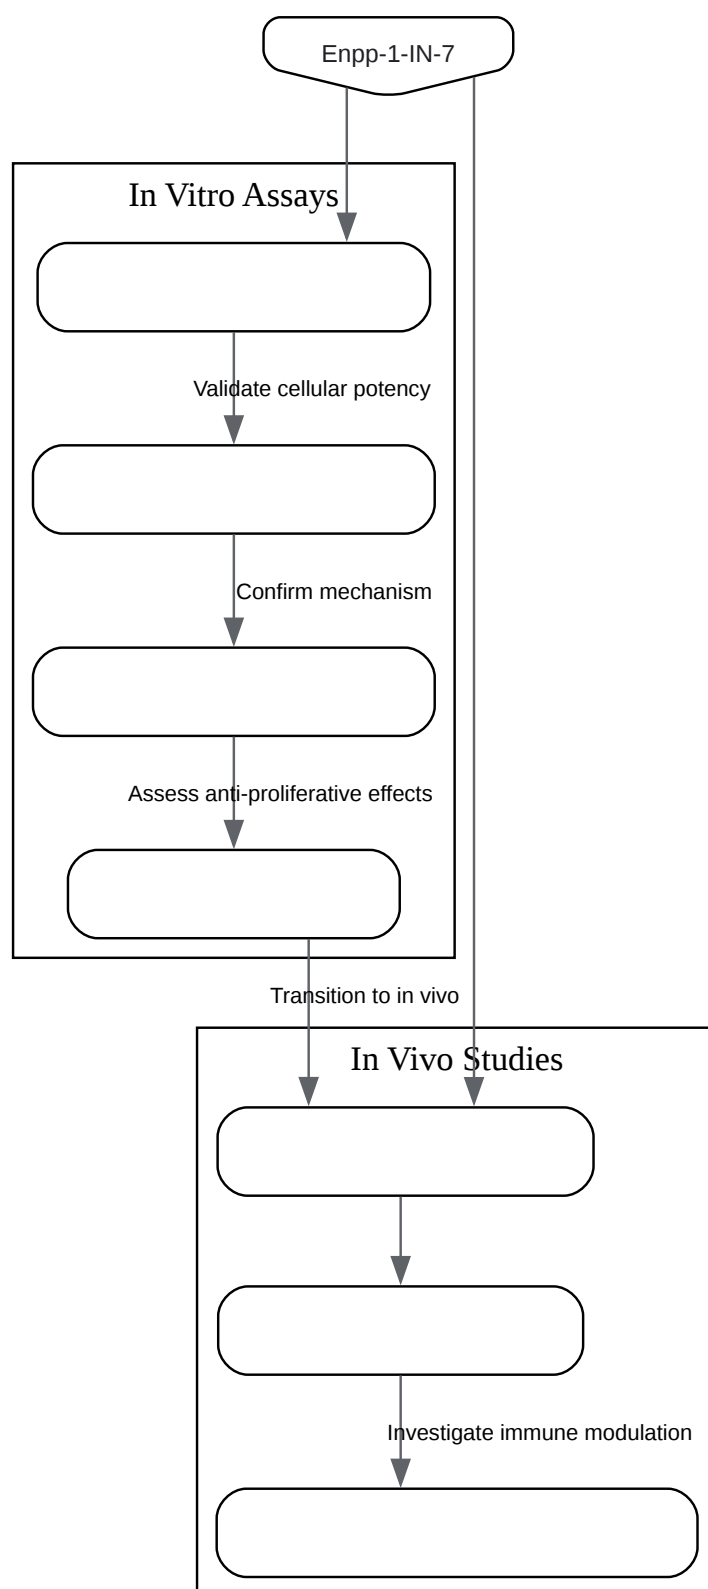 Enpp-1-IN-7
In Vitro Assays
Validate cellular potency
Confirm mechanism
Assess anti-proliferative effects
Transition to in vivo
In Vivo Studies
Investigate immune modulation